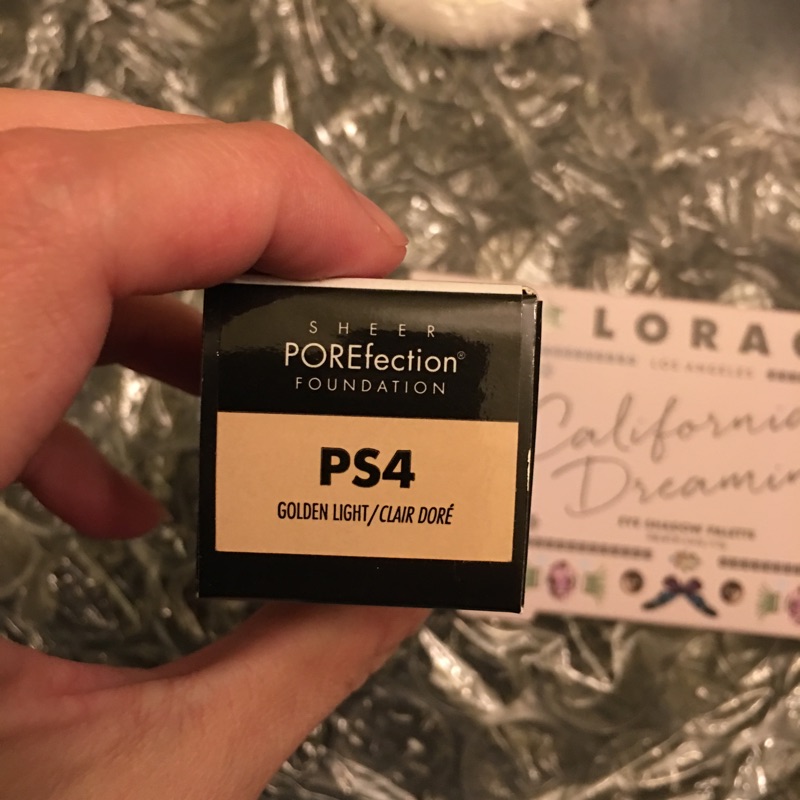 SHEER
POREfection®
FOUNDATION
PS4
GOLDEN LIGHT/CLAIR DORÉ
LORAC
LOS ANGELES
California
Dreamin
EYE SHADOW PALETTE